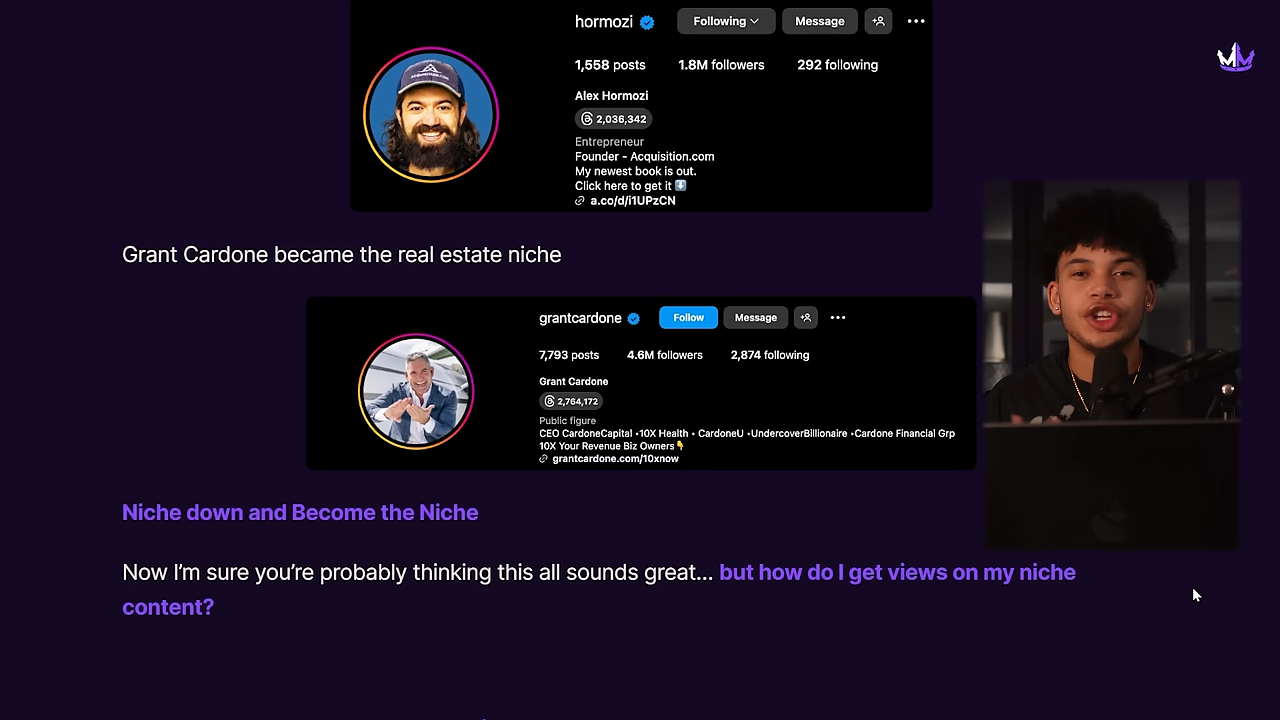 hormozi
Following
Message
1,558 posts
1.8M followers
292 following
Alex Hormozi
2,036,342
Entrepreneur
Founder - Acquisition.com
My newest book is out.
Click here to get it ⬇️
a.co/d/i1UPzCN
Grant Cardone became the real estate niche
grantcardone
Follow
Message
7,793 posts
4.6M followers
2,874 following
Grant Cardone
2,764,172
Public figure
CEO CardoneCapital •10X Health • CardoneU •UndercoverBillionaire •Cardone Financial Grp
10X Your Revenue Biz Owners👇
grantcardone.com/10xnow
Niche down and Become the Niche
Now I’m sure you’re probably thinking this all sounds great... but how do I get views on my niche
content?